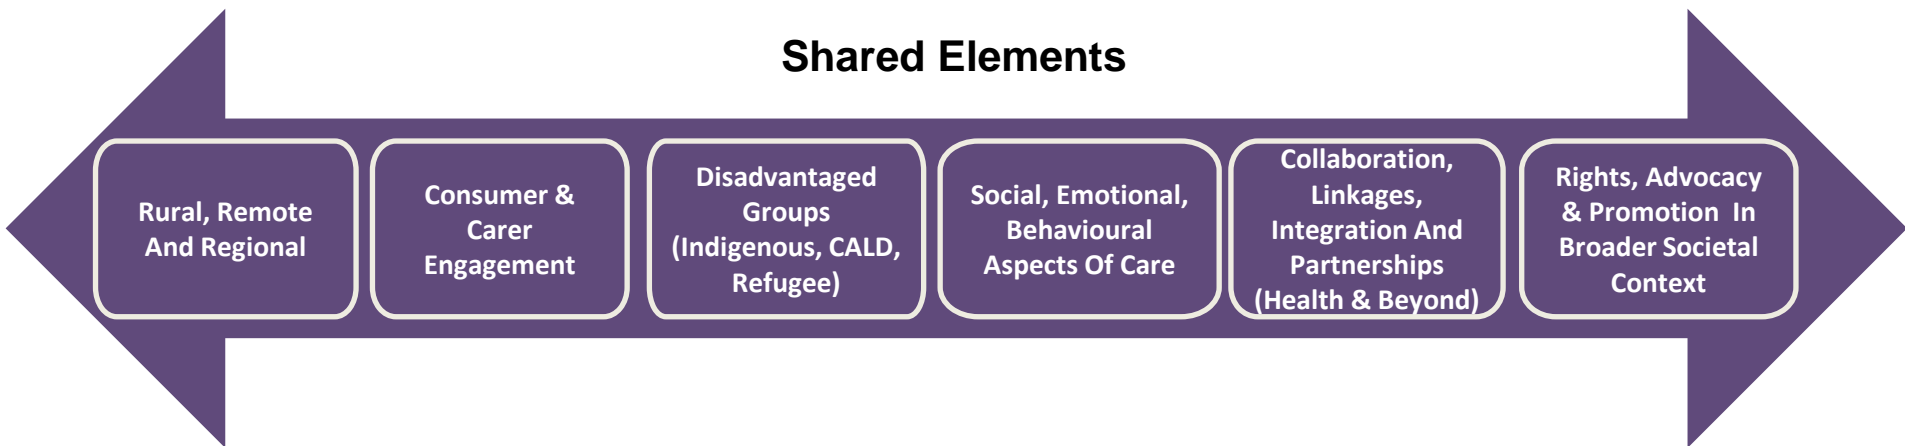 Shared Elements
Rural, Remote
And Regional
Consumer &
Carer
Engagement
Disadvantaged
Groups
(Indigenous, CALD,
Refugee)
Social, Emotional,
Behavioural
Aspects Of Care
Collaboration,
Linkages,
Integration And
Partnerships
(Health & Beyond)
Rights, Advocacy
& Promotion In
Broader Societal
Context